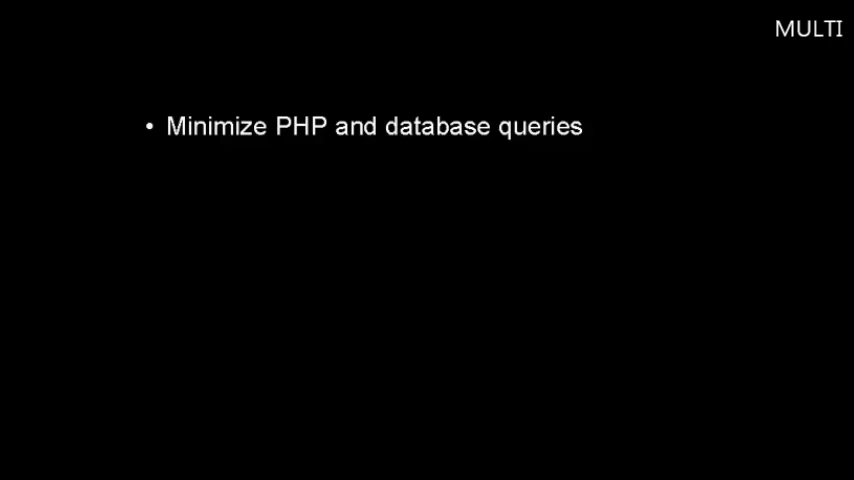 MULTI
• Minimize PHP and database queries